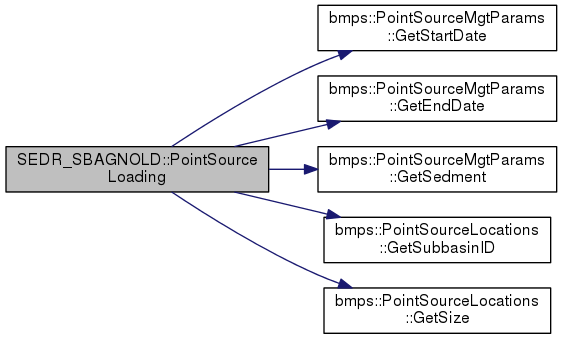 SEDR_SBAGNOLD::PointSource
Loading
bmps::PointSourceMgtParams
::GetStartDate
bmps::PointSourceMgtParams
::GetEndDate
bmps::PointSourceMgtParams
::GetSedment
bmps::PointSourceLocations
::GetSubbasinID
bmps::PointSourceLocations
::GetSize